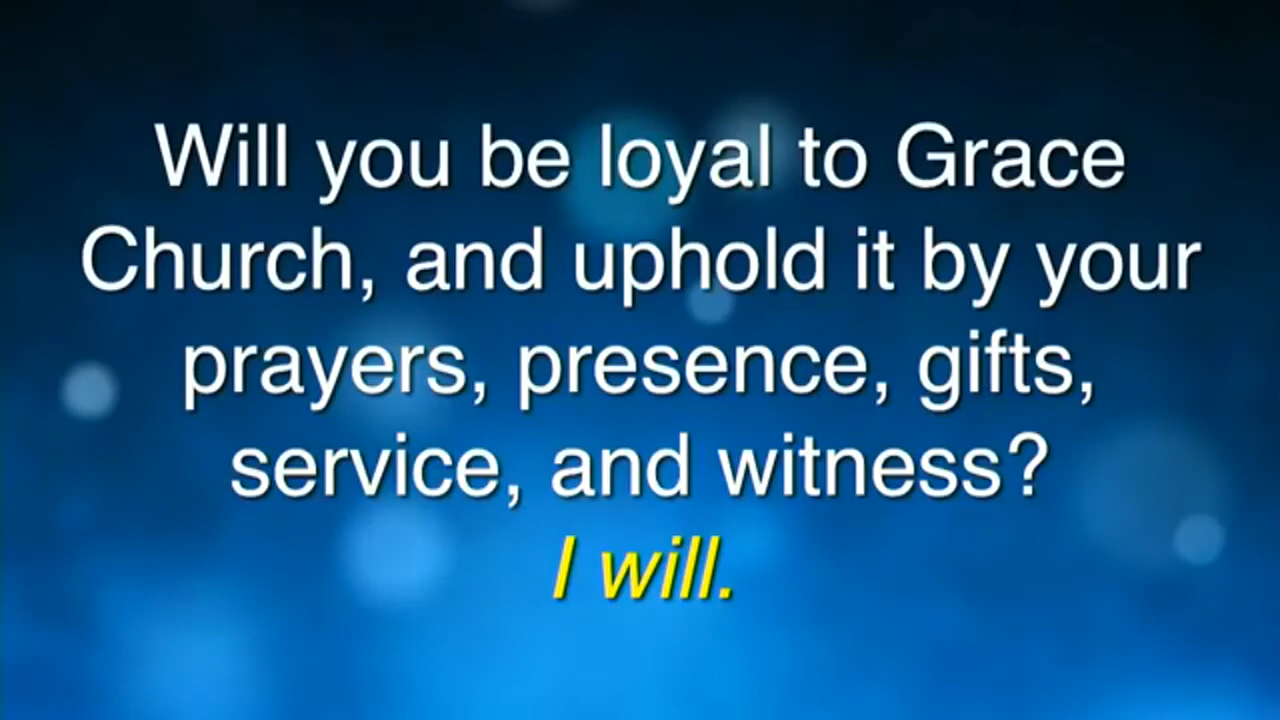 Will you be loyal to Grace
Church, and uphold it by your
prayers, presence, gifts,
service, and witness?
I will.